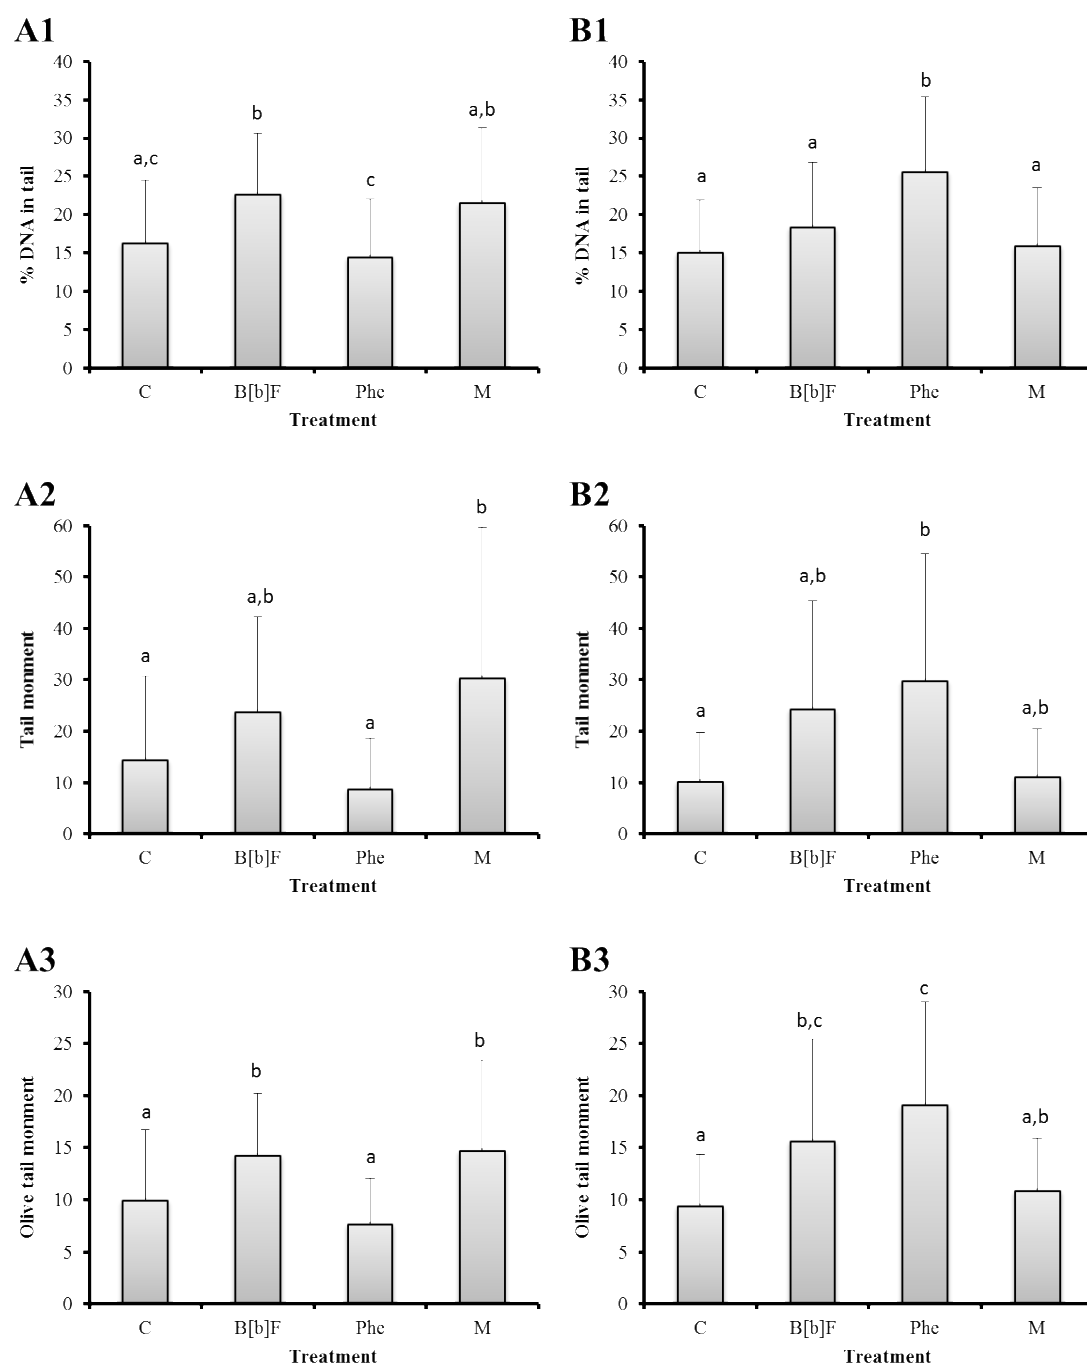 A1
% DNA in tail
40
35
30
25
20
15
10
5
0
a,c
b
c
a,b
C
B[b]F
Phe
M
Treatment
B1
% DNA in tail
40
35
30
25
20
15
10
5
0
a
a
b
a
C
B[b]F
Phe
M
Treatment
A2
Tail monment
60
50
40
30
20
10
0
a
a,b
a
b
C
B[b]F
Phe
M
Treatment
B2
Tail monment
60
50
40
30
20
10
0
a
a,b
b
a,b
C
B[b]F
Phe
M
Treatment
A3
Olive tail monment
30
25
20
15
10
5
0
a
b
a
b
C
B[b]F
Phe
M
Treatment
B3
Olive tail monment
30
25
20
15
10
5
0
a
b,c
c
a,b
C
B[b]F
Phe
M
Treatment